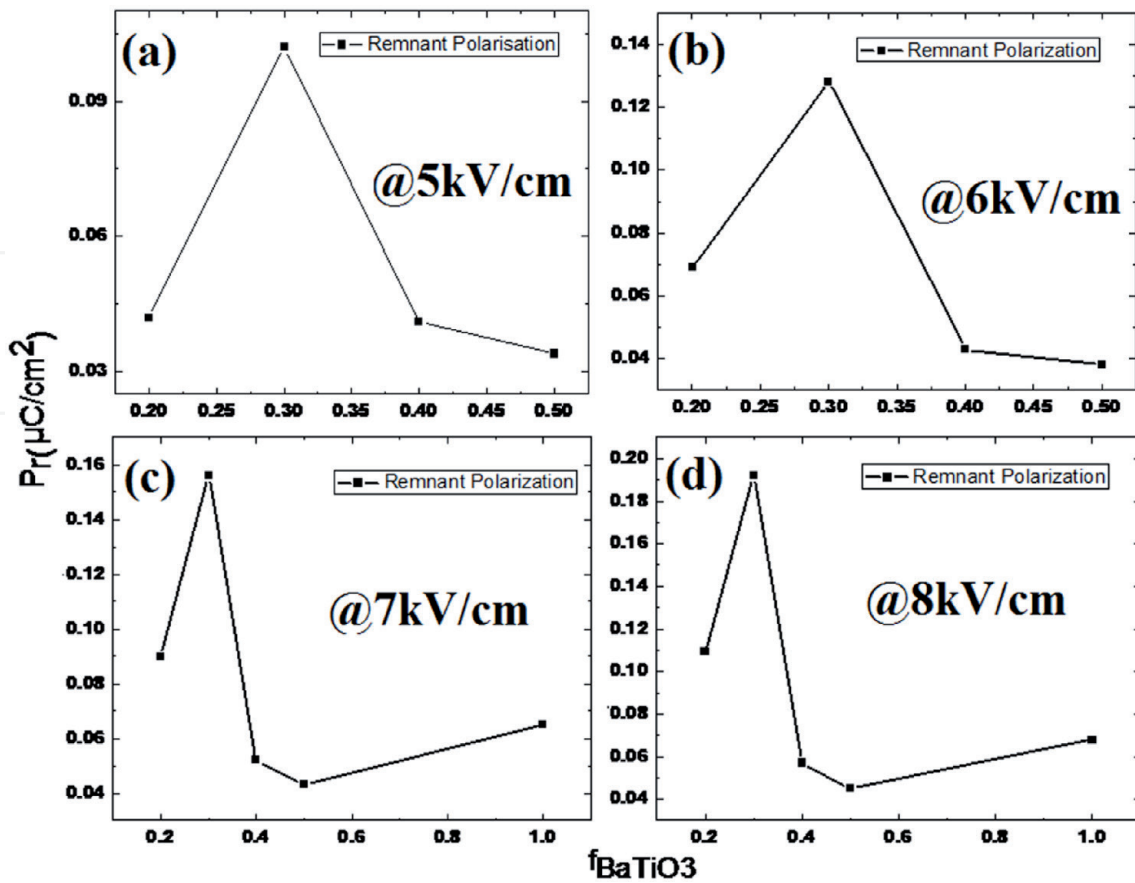 (a)
Remnant Polarisation
@5kV/cm
0.09
0.06
0.03
0.20 0.25 0.30 0.35 0.40 0.45 0.50
(b)
Remnant Polarization
@6kV/cm
0.14
0.12
0.10
0.08
0.06
0.04
0.20 0.25 0.30 0.35 0.40 0.45 0.50
Pr(µC/cm2)
(c)
Remnant Polarization
@7kV/cm
0.16
0.14
0.12
0.10
0.08
0.06
0.04
0.2 0.4 0.6 0.8 1.0
(d)
Remnant Polarization
@8kV/cm
0.20
0.18
0.16
0.14
0.12
0.10
0.08
0.06
0.04
0.2 0.4 0.6 0.8 1.0
fBaTiO3